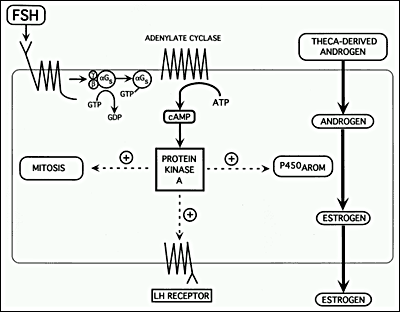 FSH
ADENYLATE CYCLASE
THECA-DERIVED
ANDROGEN
γ
β
αGs
αGs
GTP
GDP
GTP
ATP
cAMP
ANDROGEN
MITOSIS
+
PROTEIN
KINASE
A
+
P450AROM
+
ESTROGEN
LH RECEPTOR
ESTROGEN